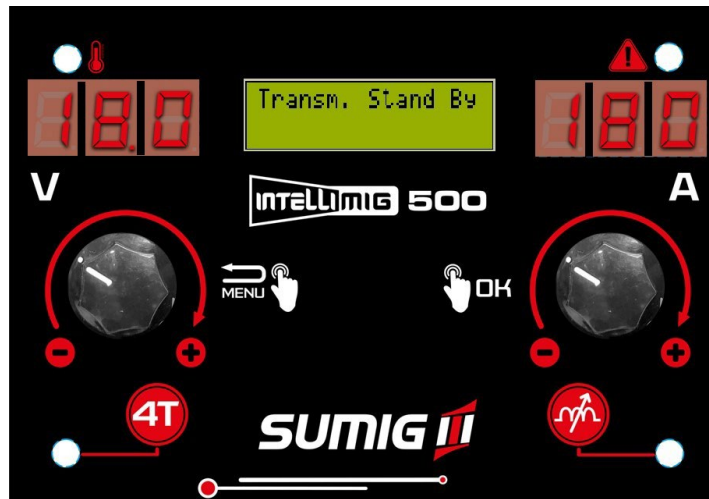 18.0
Transm. Stand By
180
V
A
INTELLIMIG 500
MENU
OK
4T
SUMIG